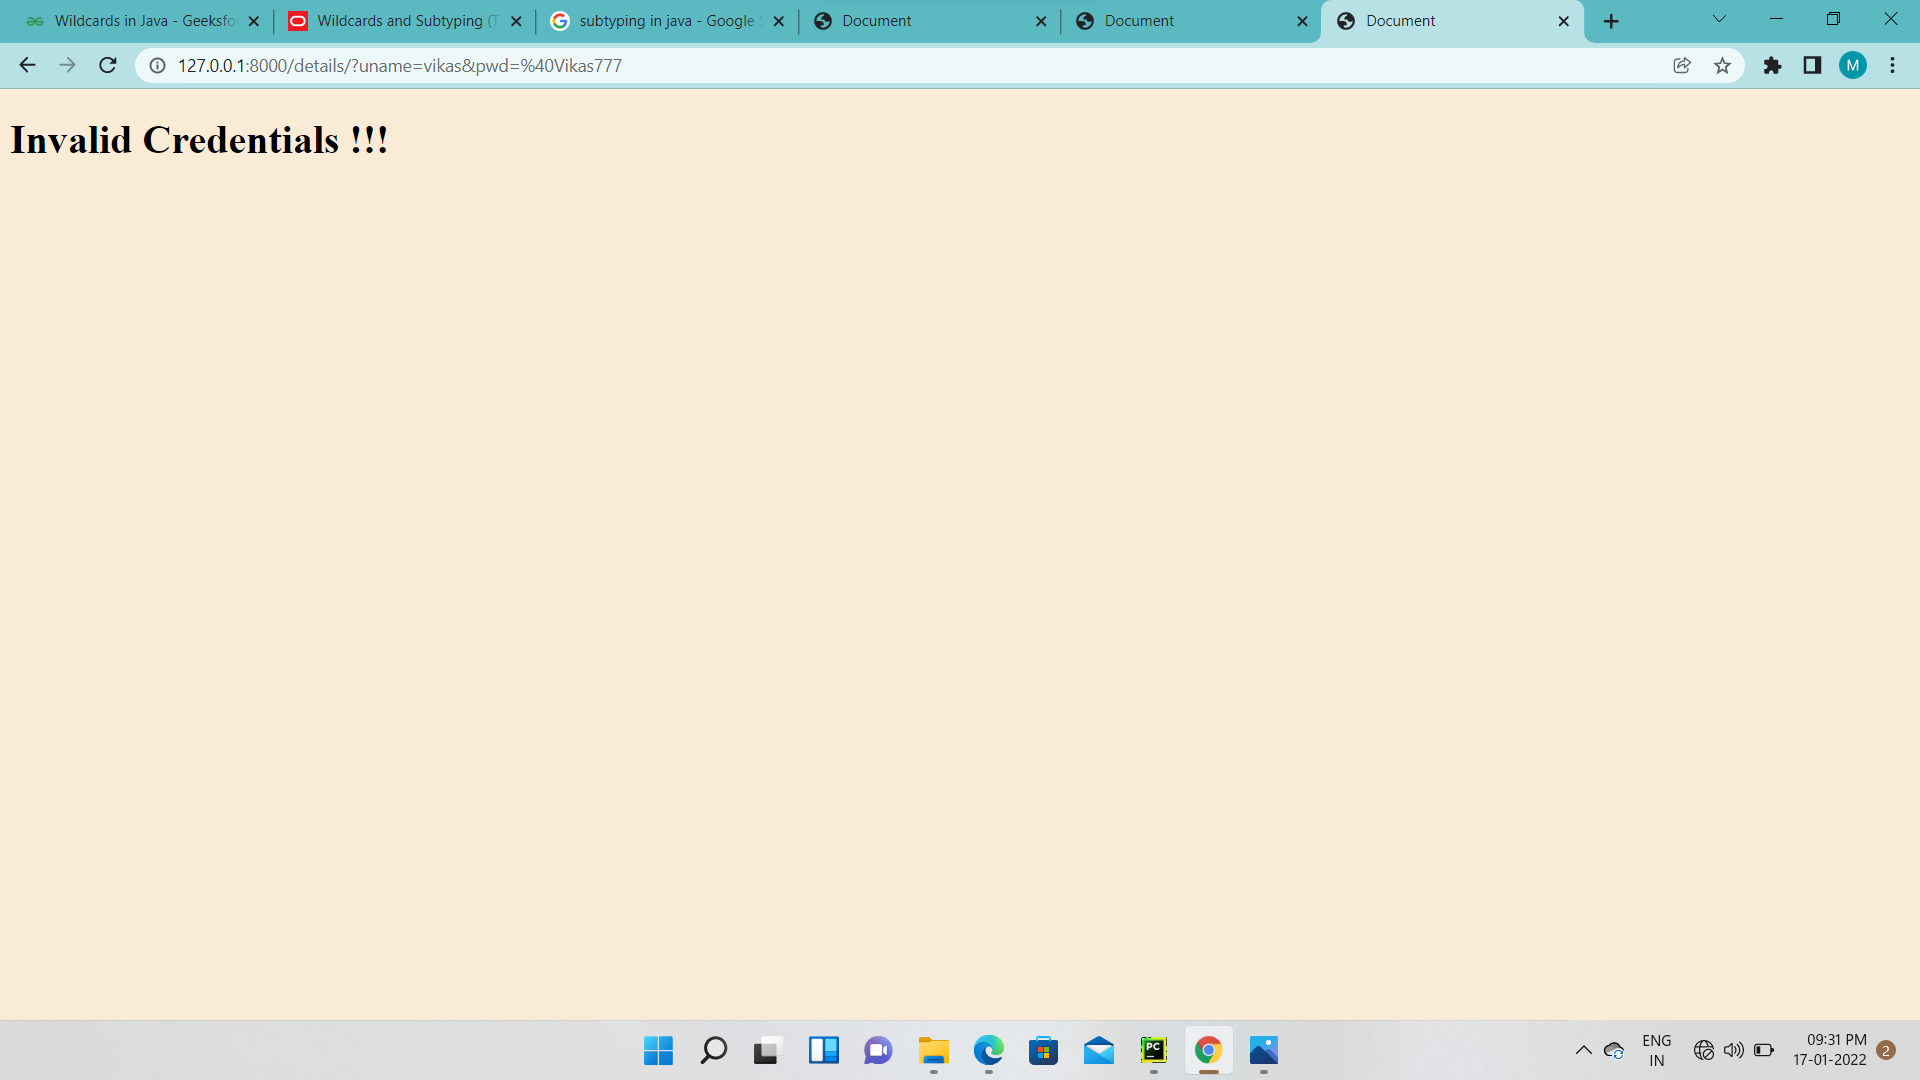 Wildcards in Java - Geeksfo
Wildcards and Subtyping (T
subtyping in java - Google S
Document
Document
Document
127.0.0.1:8000/details/?uname=vikas&pwd=%40Vikas777
M
Invalid Credentials !!!
PC
ENG
IN
09:31 PM
17-01-2022
2